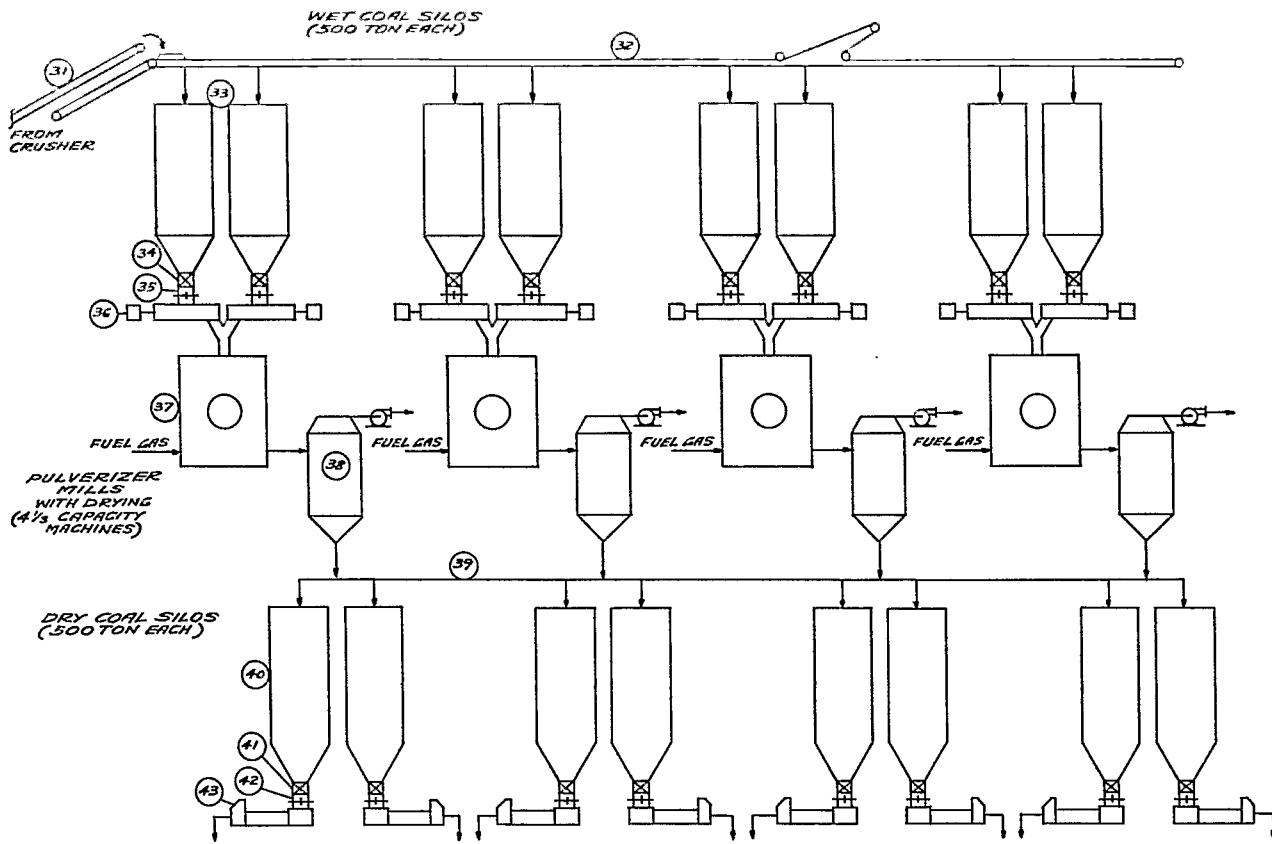 WET COAL SILOS
(500 TON EACH)
31
32
33
FROM
CRUSHER
34
35
36
37
FUEL GAS
FUEL GAS
FUEL GAS
FUEL GAS
38
PULVERIZER
MILLS
WITH DRYING
(4 1/3 CAPACITY
MACHINES)
39
DRY COAL SILOS
(500 TON EACH)
40
41
42
43